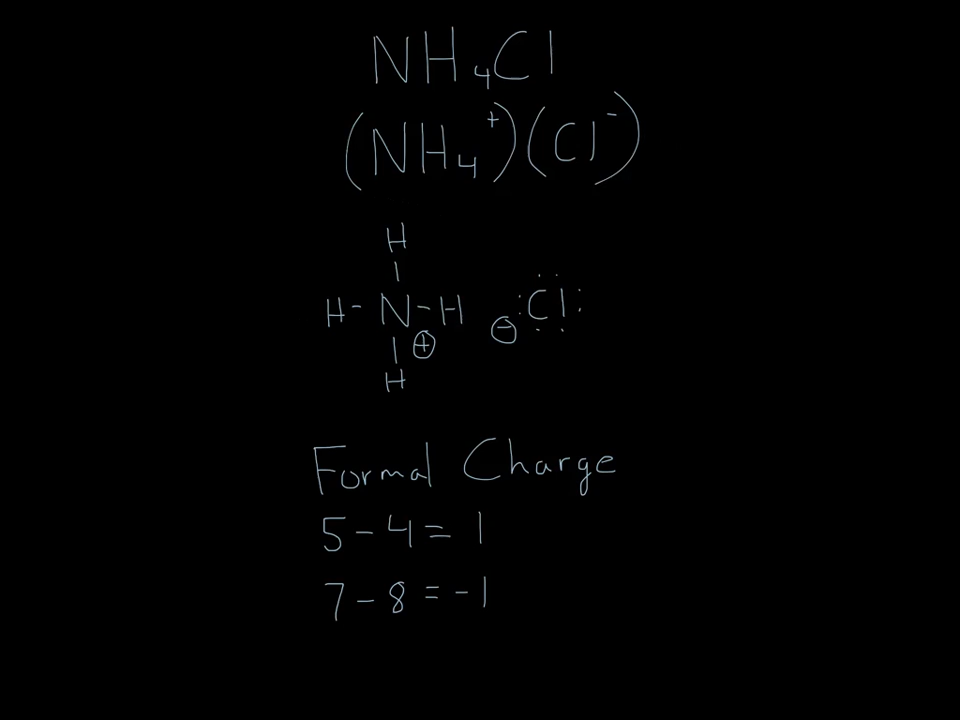 NH₄Cl
(NH₄⁺)(Cl⁻)
H
H-N-H ⊖ :Cl:
⊕
H
Formal Charge
5-4=1
7-8=-1